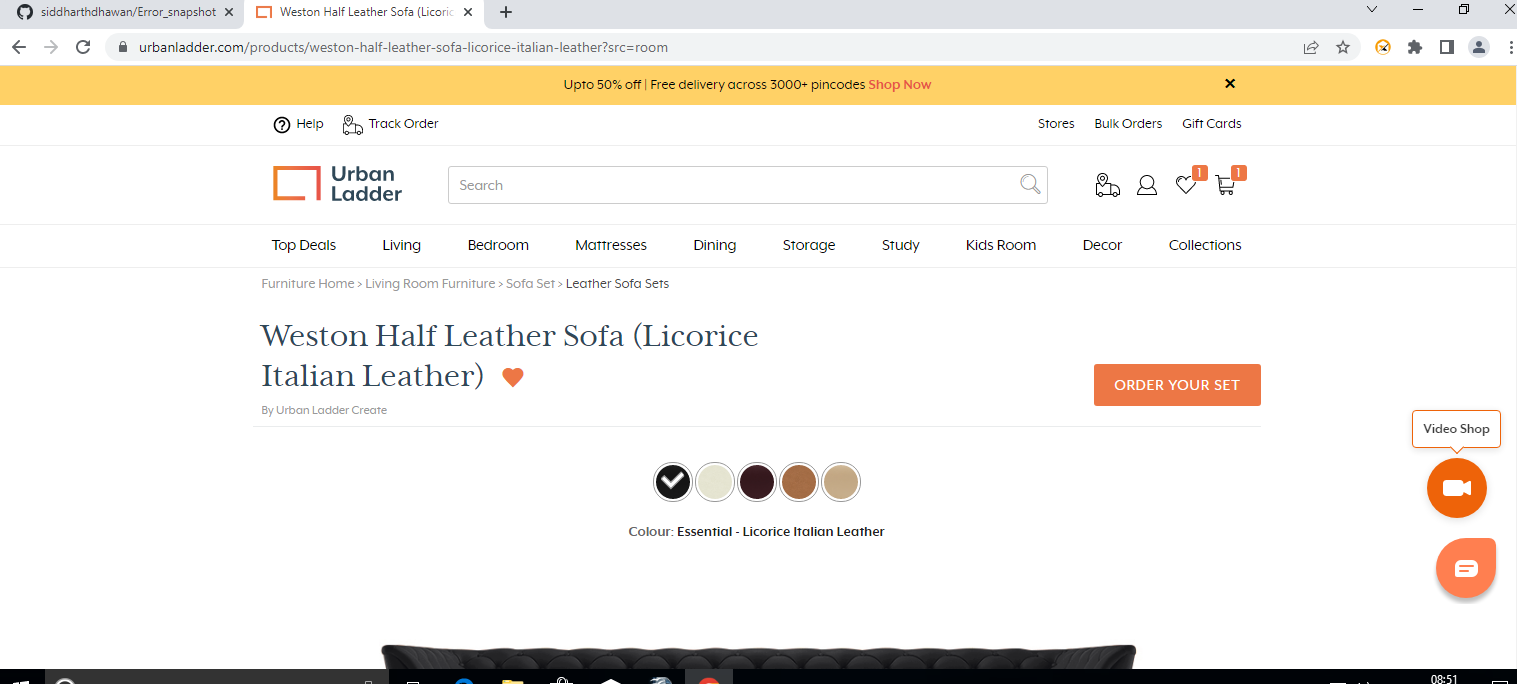 siddharthdhawan/Error_snapshot
Weston Half Leather Sofa (Licoric
urbanladder.com/products/weston-half-leather-sofa-licorice-italian-leather?src=room
Upto 50% off | Free delivery across 3000+ pincodes Shop Now
Help Track Order Stores Bulk Orders Gift Cards
Urban
Ladder
Search
1 1
Top Deals Living Bedroom Mattresses Dining Storage Study Kids Room Decor Collections
Furniture Home > Living Room Furniture > Sofa Set > Leather Sofa Sets
Weston Half Leather Sofa (Licorice
Italian Leather)
By Urban Ladder Create
ORDER YOUR SET
Video Shop
Colour: Essential - Licorice Italian Leather
08:51